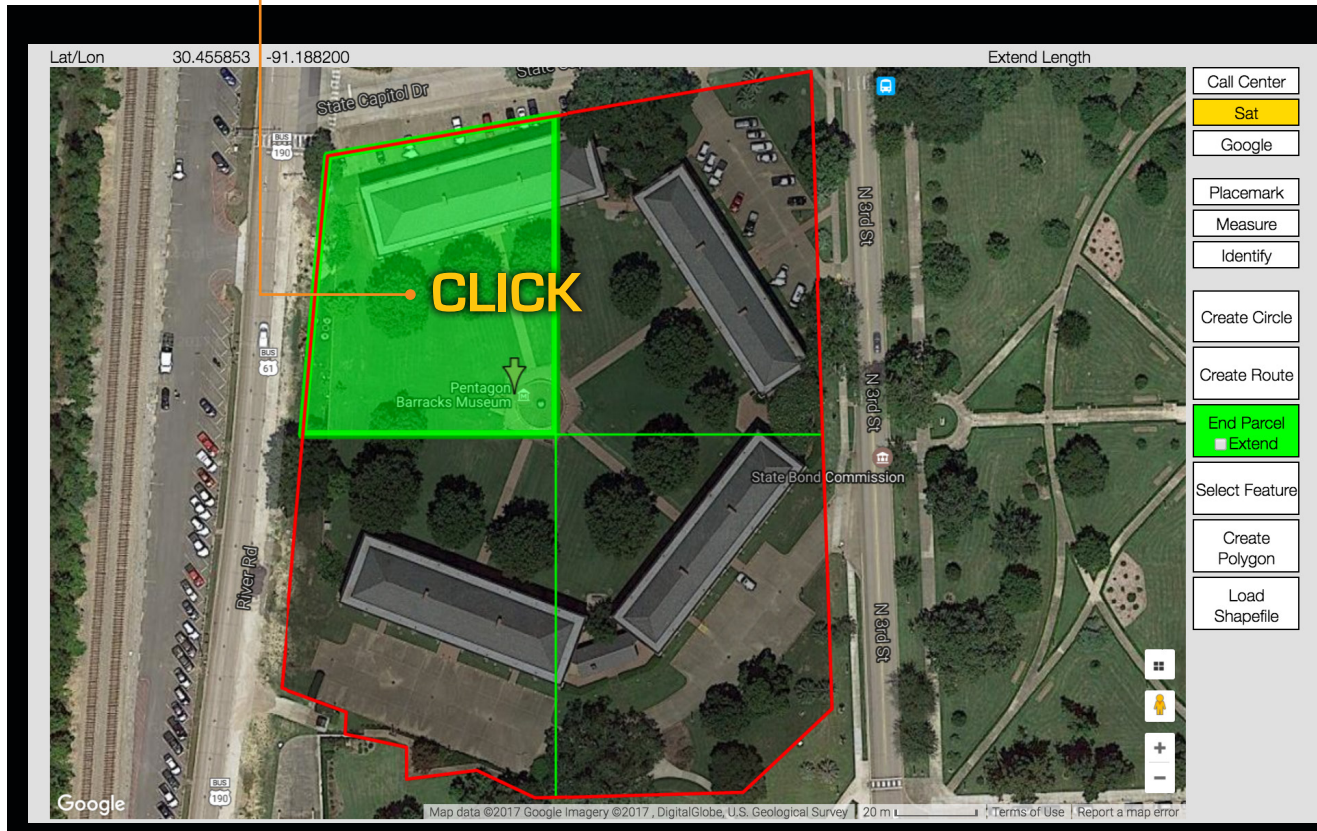 Lat/Lon 30.455853 -91.188200 Extend Length
Call Center
Sat
Google
Placemark
Measure
Identify
Create Circle
Create Route
End Parcel
Extend
Select Feature
Create
Polygon
Load
Shapefile
State Capitol Dr
BUS
190
N 3rd St
CLICK
BUS
61
Pentagon
Barracks Museum
N 3rd St
State Bond Commission
River Rd
N 3rd St
BUS
190
Google
Map data ©2017 Google Imagery ©2017 , DigitalGlobe, U.S. Geological Survey 20 m Terms of Use Report a map error